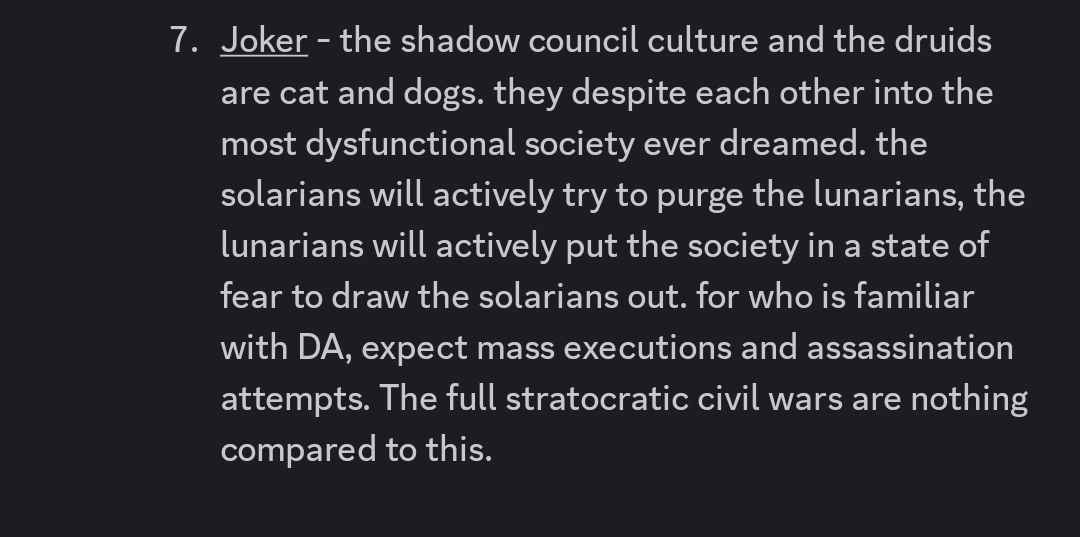 7. Joker - the shadow council culture and the druids
are cat and dogs. they despite each other into the
most dysfunctional society ever dreamed. the
solarians will actively try to purge the lunarians, the
lunarians will actively put the society in a state of
fear to draw the solarians out. for who is familiar
with DA, expect mass executions and assassination
attempts. The full stratocratic civil wars are nothing
compared to this.